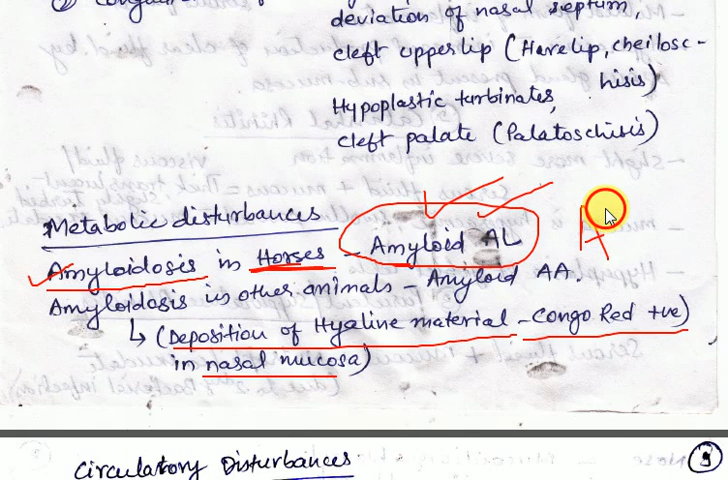 deviation of nasal septum,
cleft upper lip (Harelip, cheilosc-
hisis)
Hypoplastic turbinates,
cleft palate (Palatoschisis)
Metabolic disturbances
Amyloidosis in Horses - Amyloid AL
Amyloidosis in other animals - Amyloid AA.
↳ (Deposition of Hyaline material - Congo Red +ve)
in nasal mucosa)
Circulatory Disturbances